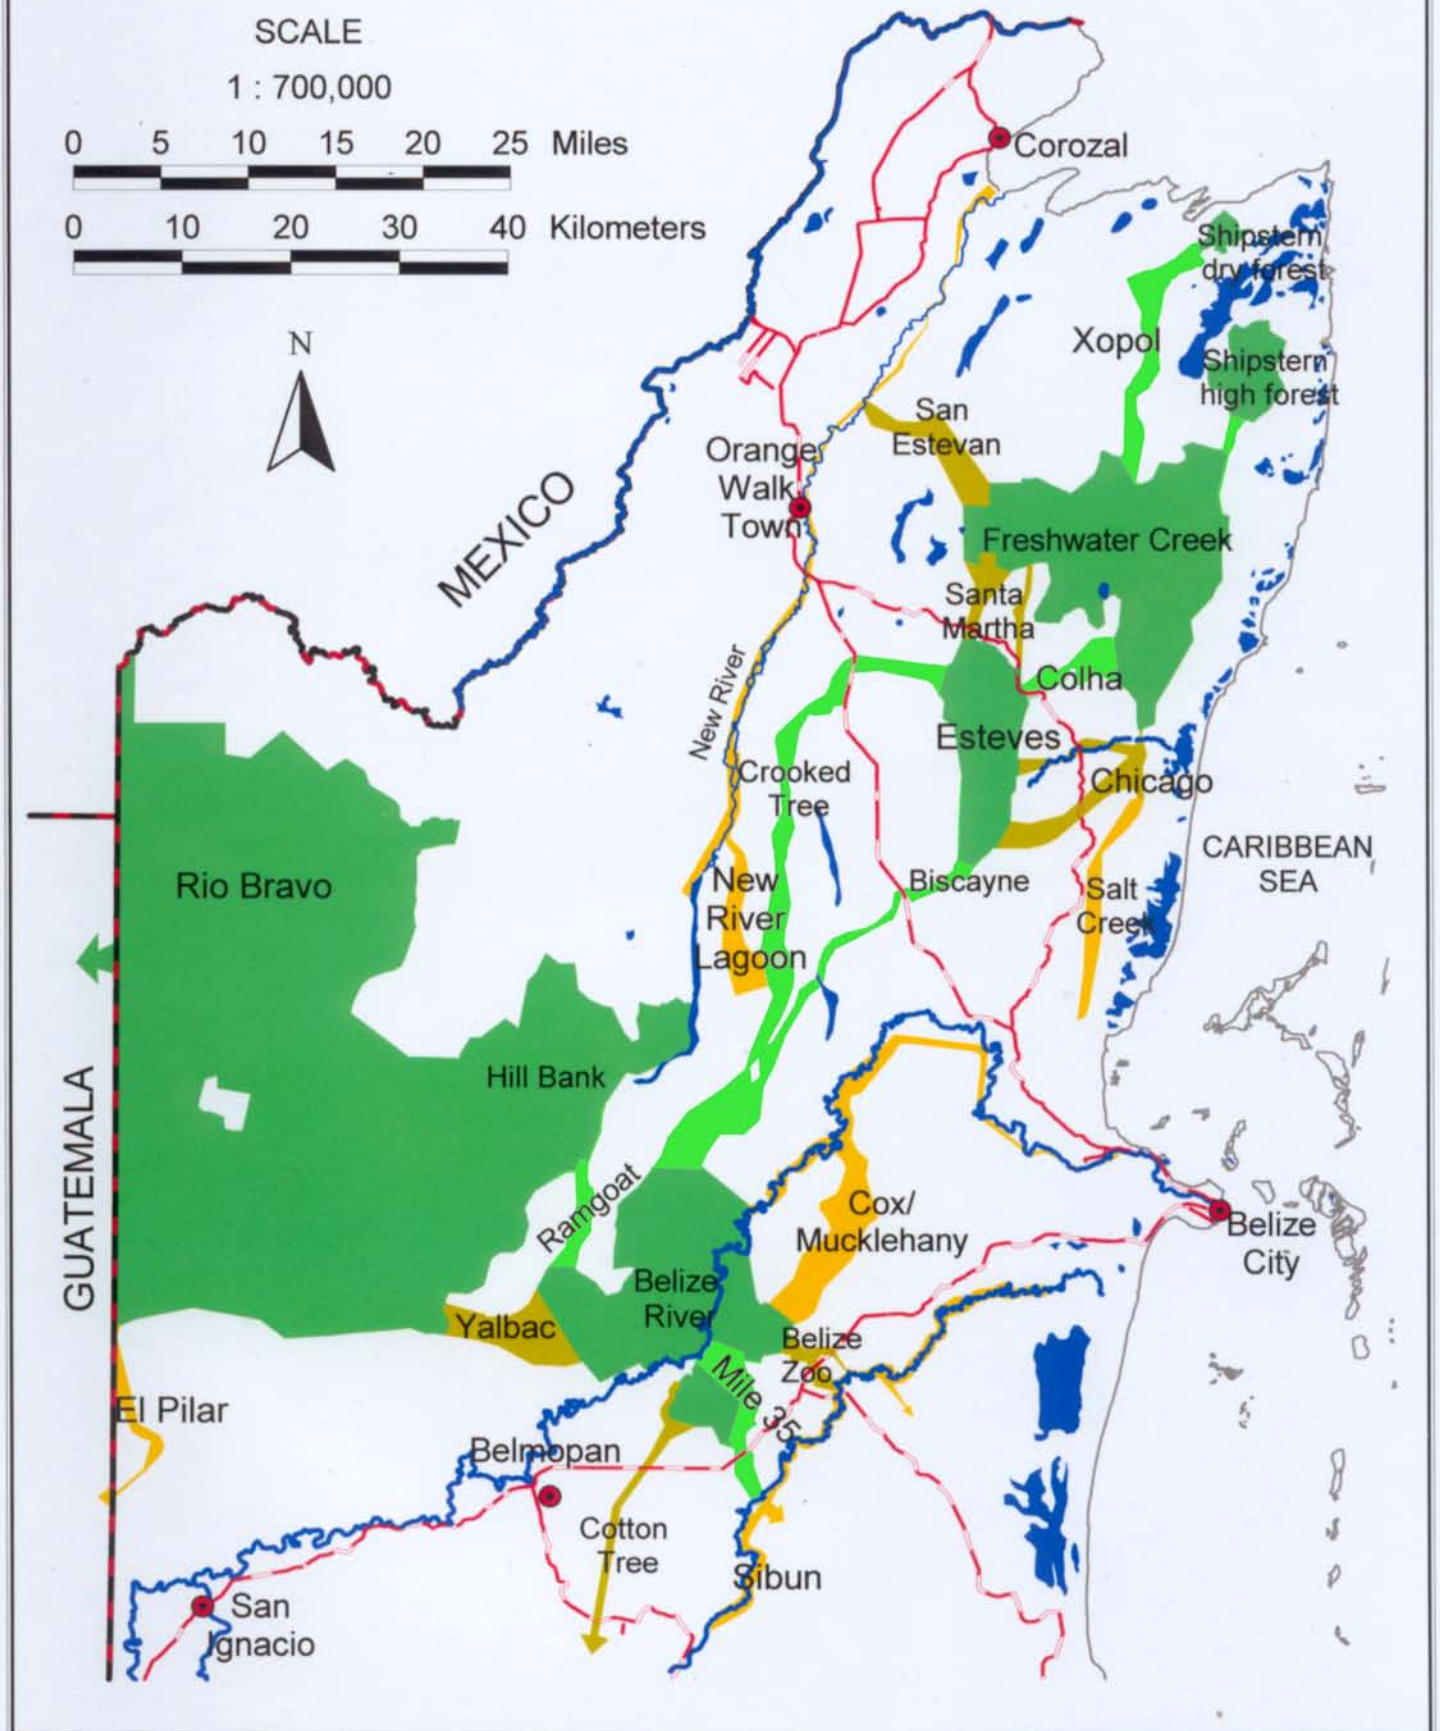 SCALE
1 : 700,000
0 5 10 15 20 25 Miles
0 10 20 30 40 Kilometers
N
Corozal
Shipstern
dry forest
Xopol
Shipstern
high forest
San
Estevan
Orange
Walk
Town
MEXICO
Freshwater Creek
Santa
Martha
New River
Colha
Esteves
Crooked
Tree
Chicago
CARIBBEAN
SEA
Rio Bravo
New
River
Lagoon
Biscayne
Salt
Creek
Hill Bank
GUATEMALA
Ramgoat
Cox/
Mucklehany
Belize
City
Belize
River
Yalbac
Belize
Zoo
Mile 35
El Pilar
Belmopan
Cotton
Tree
Sibun
San
Ignacio